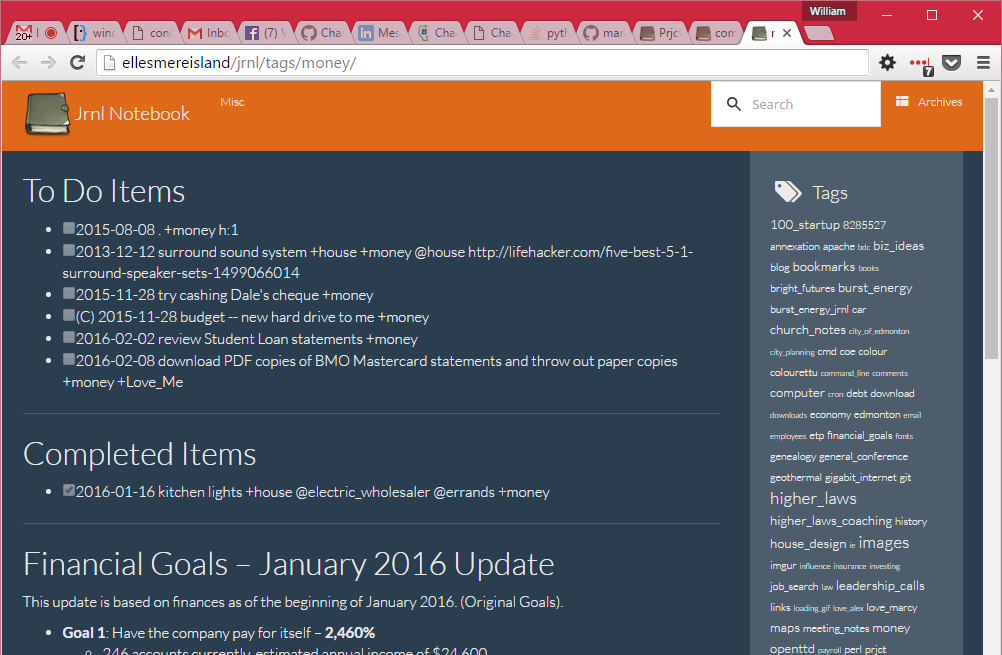 William
20+ I
wind
cons
Inbo
(7)
Cha
in Mes
Cha
Cha
pyth
mar
Prjct
com
r
ellesmereisland/jrnl/tags/money/
7
Jrnl Notebook
Misc
Search
Archives
To Do Items
2015-08-08 . +money h:1
2013-12-12 surround sound system +house +money @house http://lifehacker.com/five-best-5-1-
surround-speaker-sets-1499066014
2015-11-28 try cashing Dale's cheque +money
(C) 2015-11-28 budget -- new hard drive to me +money
2016-02-02 review Student Loan statements +money
2016-02-08 download PDF copies of BMO Mastercard statements and throw out paper copies
+money +Love_Me
Completed Items
2016-01-16 kitchen lights +house @electric_wholesaler @errands +money
Financial Goals – January 2016 Update
This update is based on finances as of the beginning of January 2016. (Original Goals).
Goal 1: Have the company pay for itself – 2,460%
246 accounts currently, estimated annual income of $24,600
Tags
100_startup 8285527
annexation apache bdc biz_ideas
blog bookmarks books
bright_futures burst_energy
burst_energy_jrnl car
church_notes city_of_edmonton
city_planning cmd coe colour
colourettu command_line comments
computer cron debt download
downloads economy edmonton email
employees etp financial_goals fonts
genealogy general_conference
geothermal gigabit_internet git
higher_laws
higher_laws_coaching history
house_design ie images
imgur influence insurance investing
job_search law leadership_calls
links loading_gif love_alex love_marcy
maps meeting_notes money
openttd payroll perl prjct